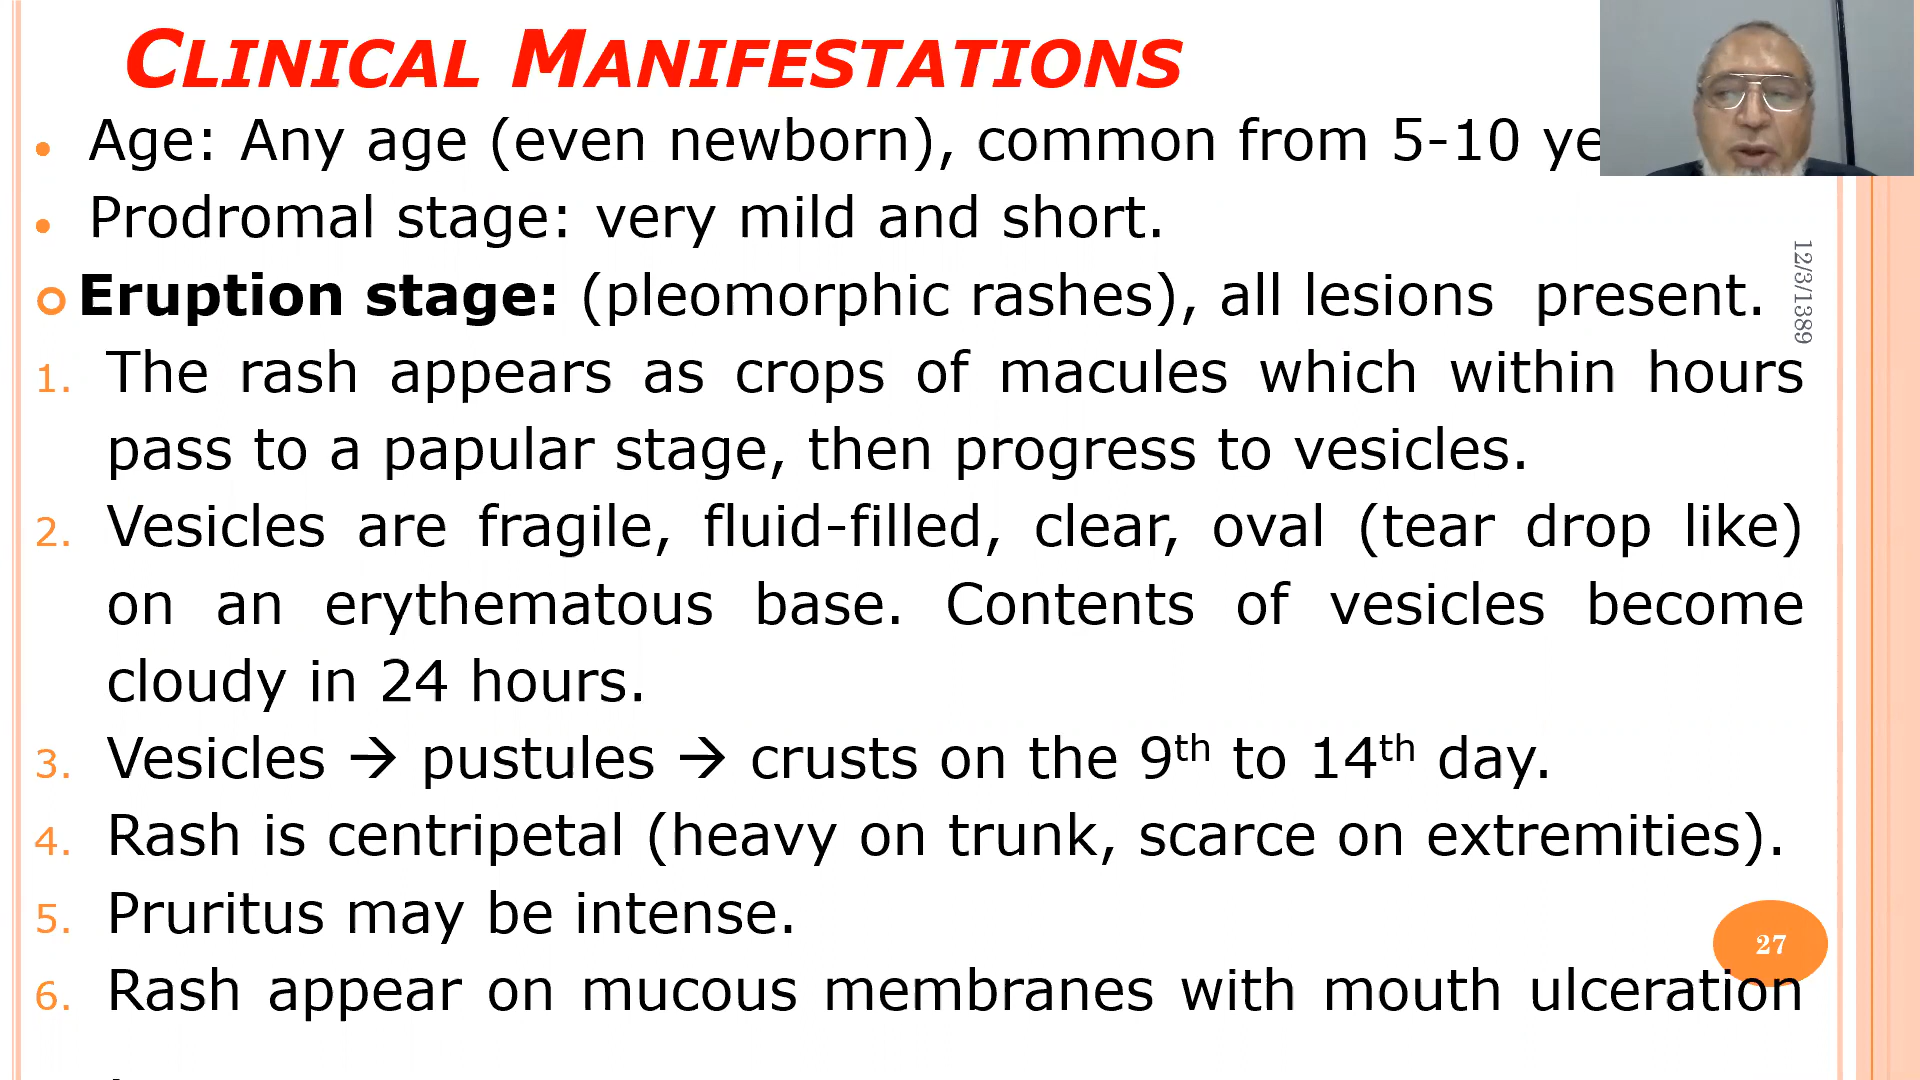 CLINICAL MANIFESTATIONS
• Age: Any age (even newborn), common from 5-10
• Prodromal stage: very mild and short.
Eruption stage: (pleomorphic rashes), all lesions present.
12/3/1389
1. The rash appears as crops of macules which within hours
pass to a papular stage, then progress to vesicles.
2. Vesicles are fragile, fluid-filled, clear, oval (tear drop like)
on an erythematous base. Contents of vesicles become
cloudy in 24 hours.
3. Vesicles → pustules → crusts on the 9th to 14th day.
4. Rash is centripetal (heavy on trunk, scarce on extremities).
5. Pruritus may be intense.
27
6. Rash appear on mucous membranes with mouth ulceration